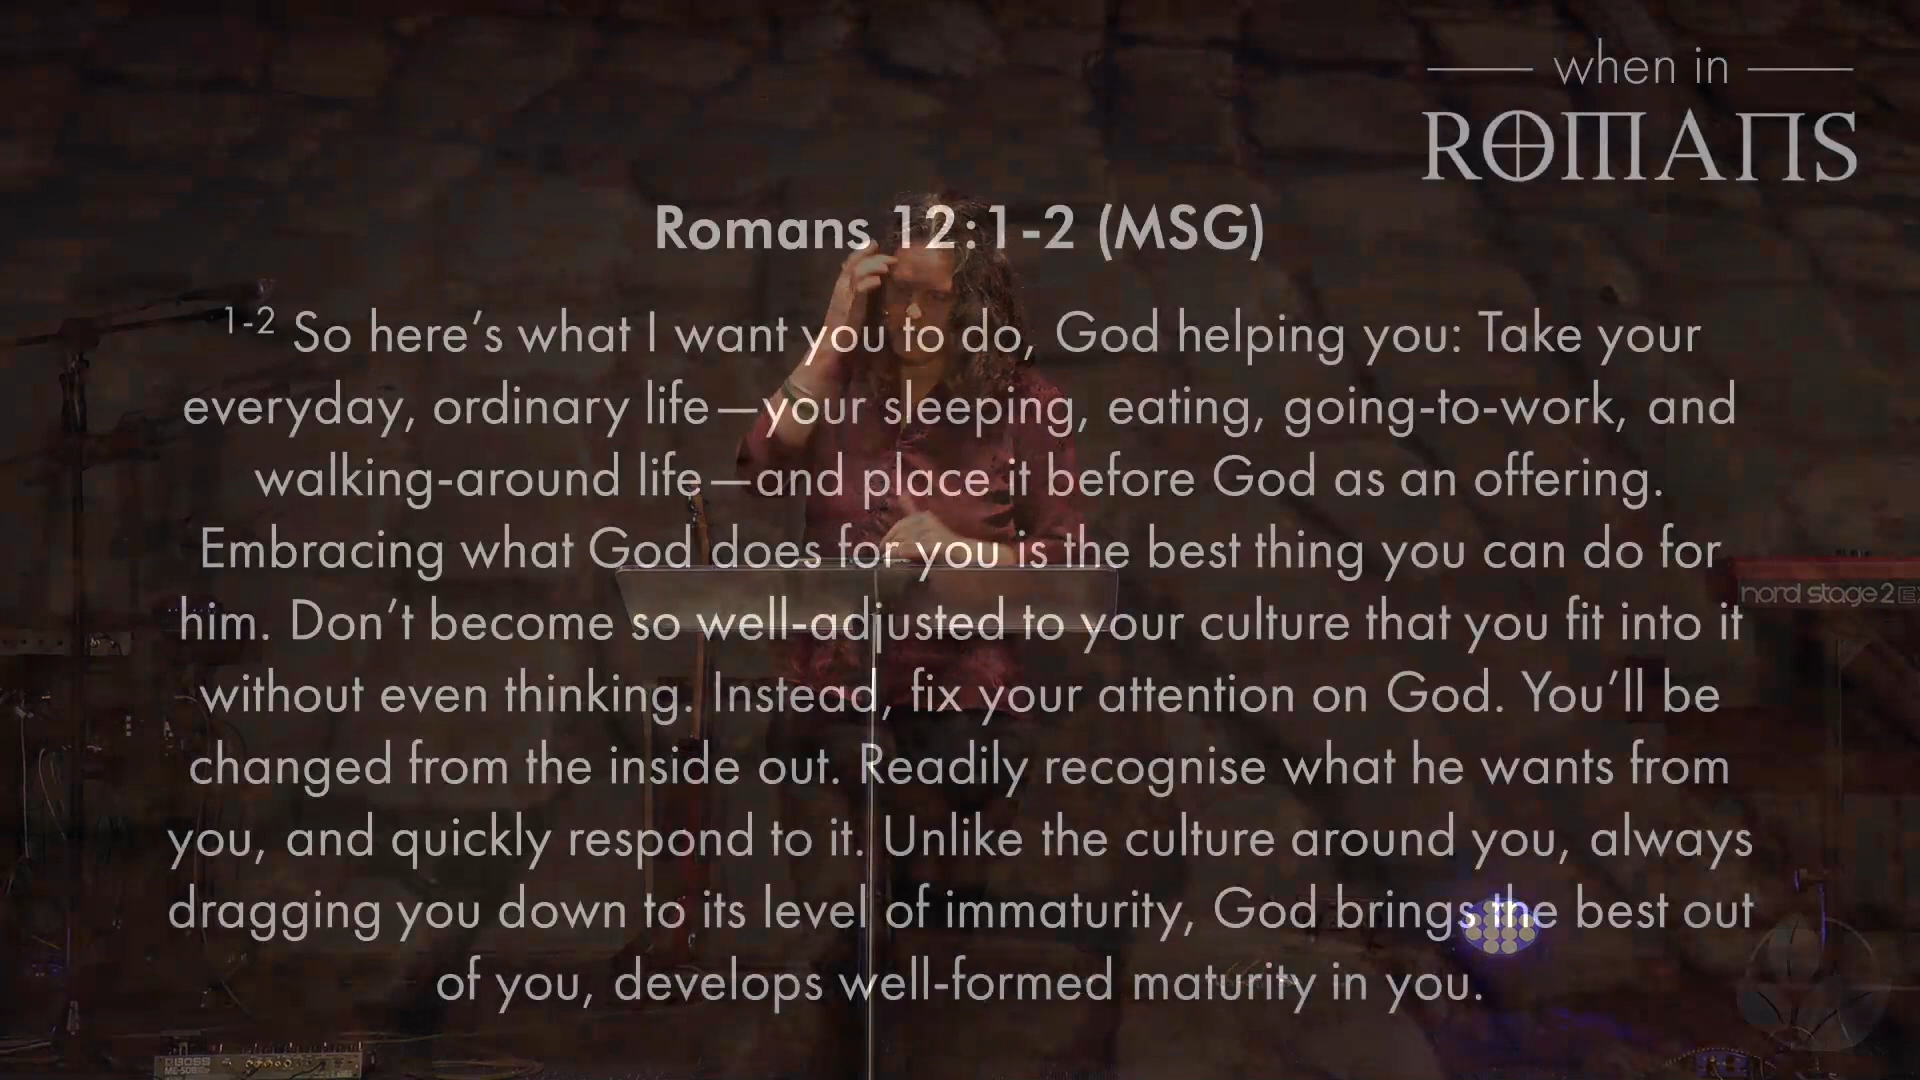 when in
ROMANS
Romans 12:1-2 (MSG)
1-2 So here’s what I want you to do, God helping you: Take your
everyday, ordinary life—your sleeping, eating, going-to-work, and
walking-around life—and place it before God as an offering.
Embracing what God does for you is the best thing you can do for
him. Don’t become so well-adjusted to your culture that you fit into it
without even thinking. Instead, fix your attention on God. You’ll be
changed from the inside out. Readily recognise what he wants from
you, and quickly respond to it. Unlike the culture around you, always
dragging you down to its level of immaturity, God brings the best out
of you, develops well-formed maturity in you.
nord stage 2 EX
BOSS